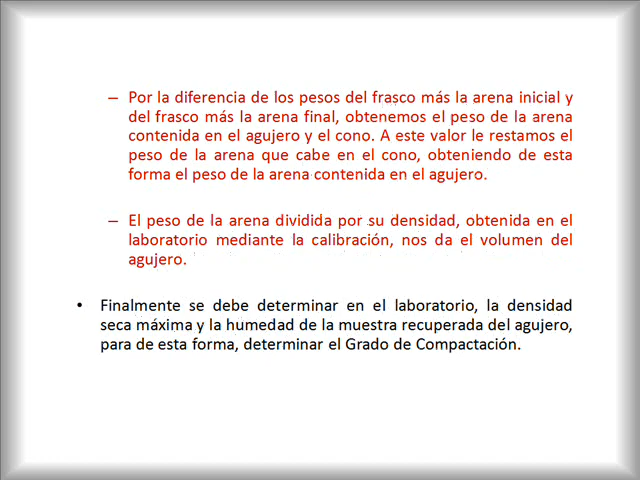 – Por la diferencia de los pesos del frasco más la arena inicial y
del frasco más la arena final, obtenemos el peso de la arena
contenida en el agujero y el cono. A este valor le restamos el
peso de la arena que cabe en el cono, obteniendo de esta
forma el peso de la arena contenida en el agujero.
– El peso de la arena dividida por su densidad, obtenida en el
laboratorio mediante la calibración, nos da el volumen del
agujero.
• Finalmente se debe determinar en el laboratorio, la densidad
seca máxima y la humedad de la muestra recuperada del agujero,
para de esta forma, determinar el Grado de Compactación.